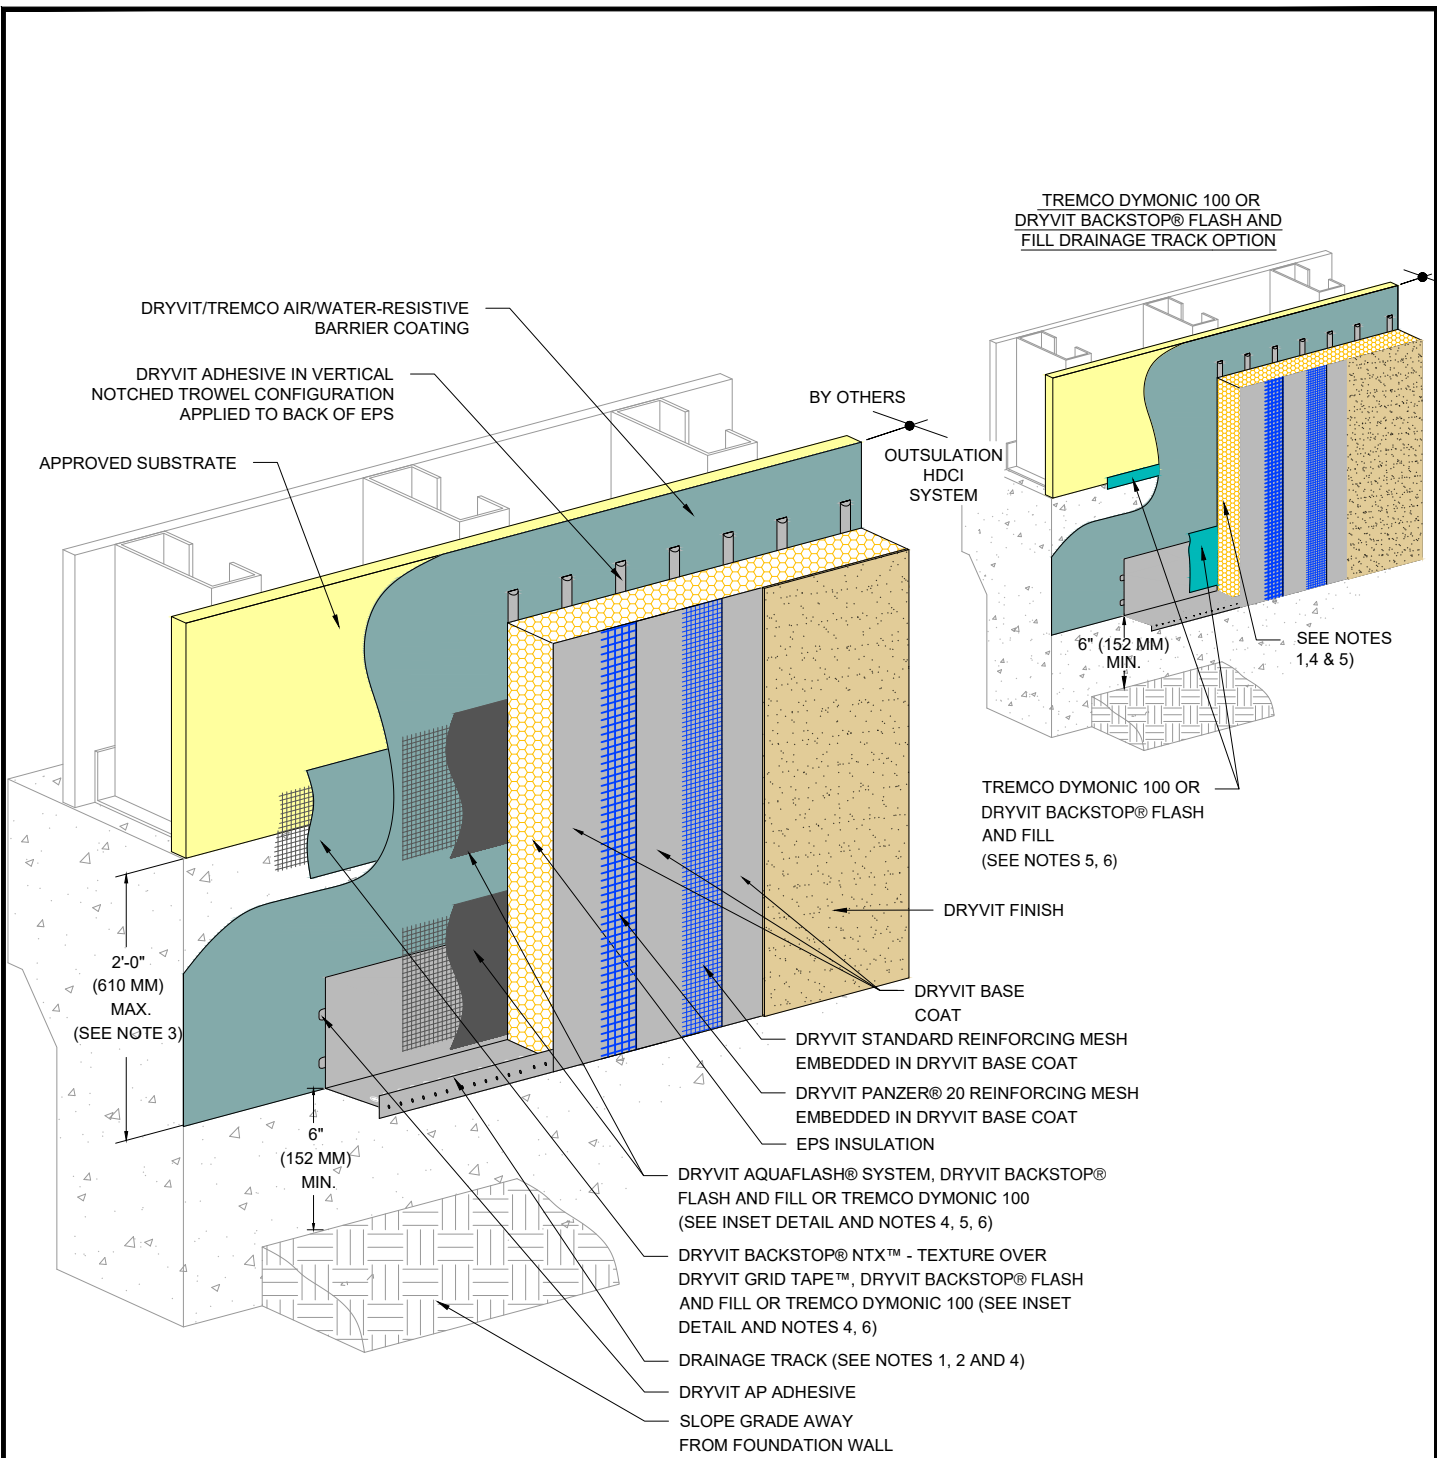 TREMCO DYMONIC 100 OR
DRYVIT BACKSTOP® FLASH AND
FILL DRAINAGE TRACK OPTION
DRYVIT/TREMCO AIR/WATER-RESISTIVE
BARRIER COATING
DRYVIT ADHESIVE IN VERTICAL
NOTCHED TROWEL CONFIGURATION
APPLIED TO BACK OF EPS
APPROVED SUBSTRATE
BY OTHERS
OUTSULATION
HDCI
SYSTEM
6" (152 MM)
MIN.
SEE NOTES
1,4 & 5)
TREMCO DYMONIC 100 OR
DRYVIT BACKSTOP® FLASH
AND FILL
(SEE NOTES 5, 6)
DRYVIT FINISH
2'-0"
(610 MM)
MAX.
(SEE NOTE 3)
6"
(152 MM)
MIN.
DRYVIT BASE
COAT
DRYVIT STANDARD REINFORCING MESH
EMBEDDED IN DRYVIT BASE COAT
DRYVIT PANZER® 20 REINFORCING MESH
EMBEDDED IN DRYVIT BASE COAT
EPS INSULATION
DRYVIT AQUAFLASH® SYSTEM, DRYVIT BACKSTOP®
FLASH AND FILL OR TREMCO DYMONIC 100
(SEE INSET DETAIL AND NOTES 4, 5, 6)
DRYVIT BACKSTOP® NTX™ - TEXTURE OVER
DRYVIT GRID TAPE™, DRYVIT BACKSTOP® FLASH
AND FILL OR TREMCO DYMONIC 100 (SEE INSET
DETAIL AND NOTES 4, 6)
DRAINAGE TRACK (SEE NOTES 1, 2 AND 4)
DRYVIT AP ADHESIVE
SLOPE GRADE AWAY
FROM FOUNDATION WALL